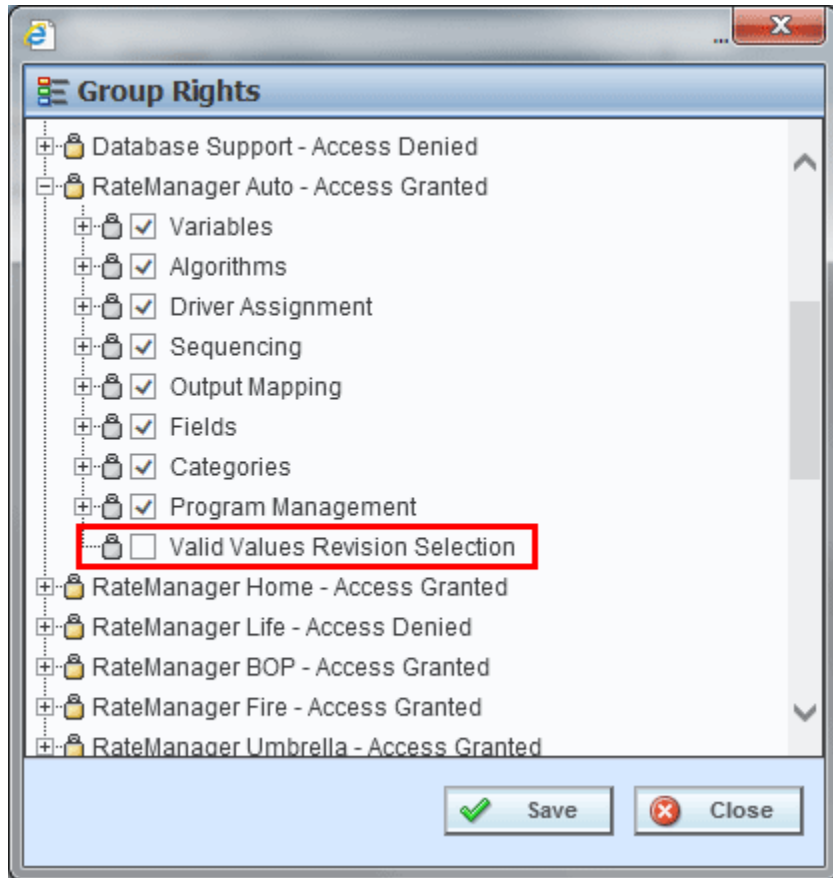 ...
Group Rights
Database Support - Access Denied
RateManager Auto - Access Granted
Variables
Algorithms
Driver Assignment
Sequencing
Output Mapping
Fields
Categories
Program Management
Valid Values Revision Selection
RateManager Home - Access Granted
RateManager Life - Access Denied
RateManager BOP - Access Granted
RateManager Fire - Access Granted
RateManager Umbrella - Access Granted
Save Close